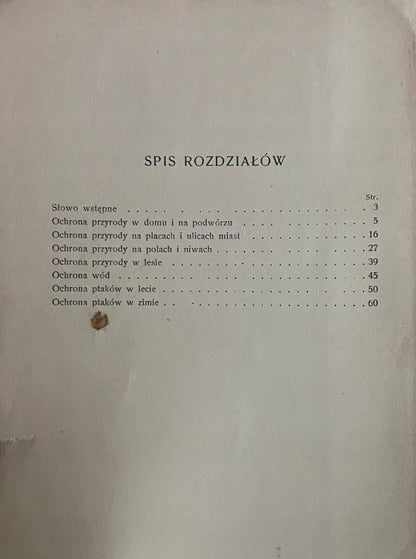 SPIS ROZDZIAŁÓW
Str.
Słowo wstępne . . . . . . . . . . . . . . . . . . 3
Ochrona przyrody w domu i na podwórzu . . . . . . . . . . . 5
Ochrona przyrody na placach i ulicach miast . . . . . . . . . . 16
Ochrona przyrody na polach i niwach . . . . . . . . . . . . . 27
Ochrona przyrody w lesie . . . . . . . . . . . . . . . . 39
Ochrona wód . . . . . . . . . . . . . . . . . . . . 45
Ochrona ptaków w lecie . . . . . . . . . . . . . . . . . 50
Ochrona ptaków w zimie . . . . . . . . . . . . . . . . . 60